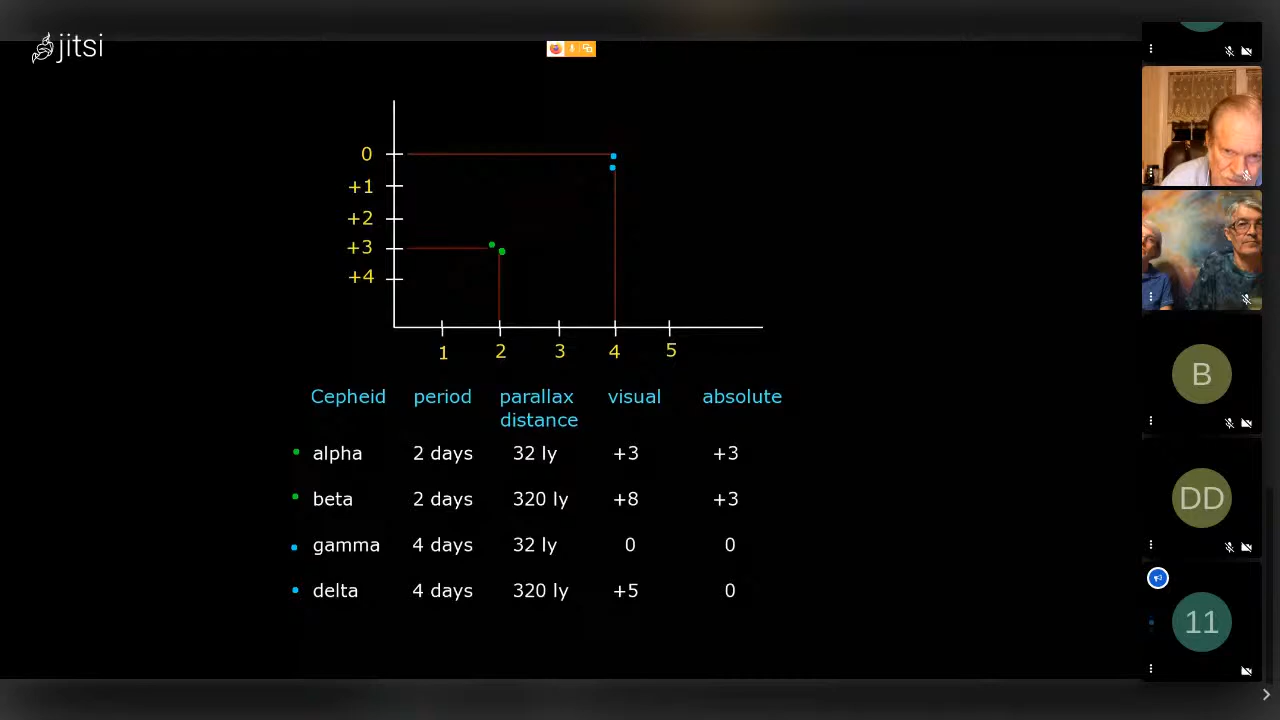 jitsi
0
+1
+2
+3
+4
1 2 3 4 5
Cepheid period parallax distance visual absolute
alpha 2 days 32 ly +3 +3
beta 2 days 320 ly +8 +3
gamma 4 days 32 ly 0 0
delta 4 days 320 ly +5 0
B
DD
11